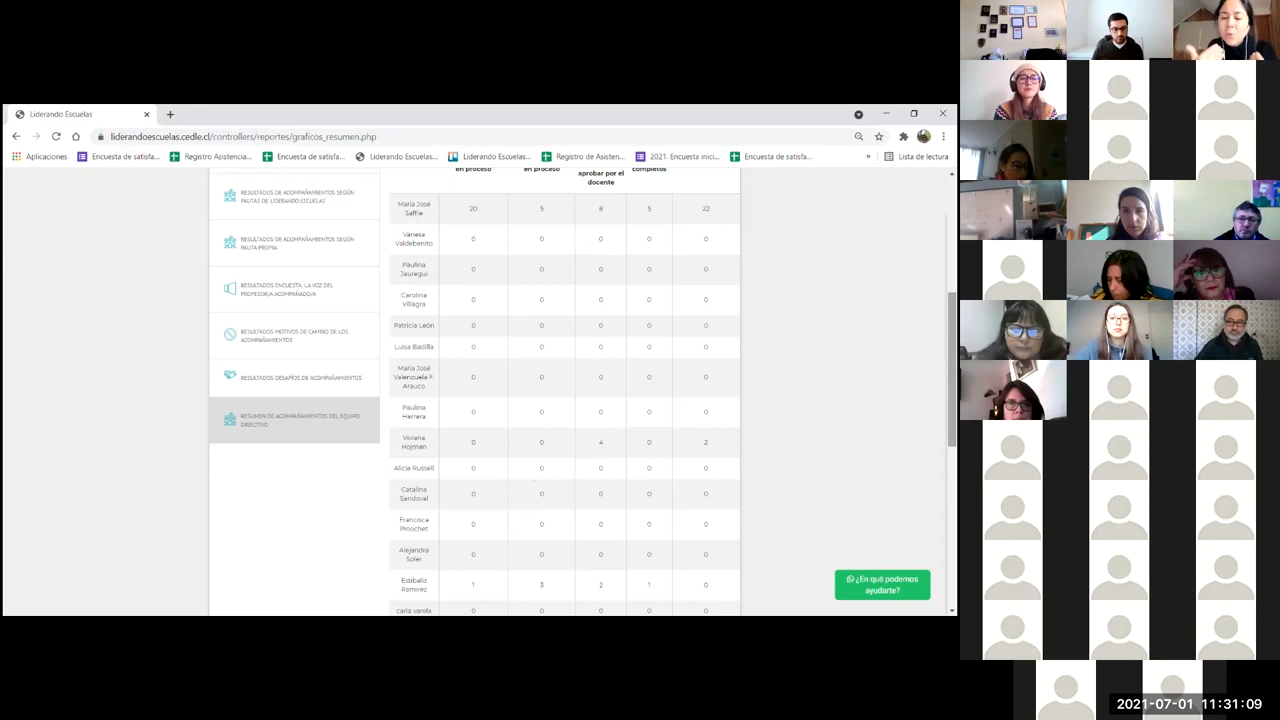 Liderando Escuelas
liderandoescuelas.cedle.cl/controllers/reportes/graficos_resumen.php
Aplicaciones
Encuesta de satisfa...
Registro Asistencia...
Encuesta de satisf...
Liderando Escuelas...
Liderando Escuelas...
Registro de Asisten...
2021. Encuesta inici...
Encuesta de satisfa...
»
Lista de lectura
RESULTADOS DE ACOMPAÑAMIENTOS SEGÚN
PAUTAS DE LIDERANDO ESCUELAS
RESULTADOS DE ACOMPAÑAMIENTOS SEGÚN
PAUTA PROPIA
RESULTADOS ENCUESTA: LA VOZ DEL
PROFESOR/A ACOMPAÑADO/A
RESULTADOS MOTIVOS DE CAMBIO DE LOS
ACOMPAÑAMIENTOS
RESULTADOS DESAFÍOS DE ACOMPAÑAMIENTOS
RESUMEN DE ACOMPAÑAMIENTOS DEL EQUIPO
DIRECTIVO
en proceso
en proceso
aprobar por el
docente
completos
María José
Saffie
20 5 8 5 22
Vanesa
Valdebenito
0 0 0 0 0
Paulina
Jauregui
0 0 0 0 0
Carolina
Villagra
0 0 0 0 0
Patricia León 0 0 0 0 0
Luisa Badilla 0 0 0 0 0
María José
Valenzuela F.
Arauco
0 0 0 0 0
Paulina
Herrera
0 0 0 0 0
Viviana
Hojman
0 0 4 0 2
Alicia Russell 0 0 0 0 0
Catalina
Sandoval
0 0 0 0 0
Francisca
Pinochet
0 0 0 0 0
Alejandra
Soler
0 0 0 0 0
Estibaliz
Ramirez
1 3 2 1 0
carla varela 0 0 0 0 0
¿En qué podemos
ayudarte?
2021-07-01 11:31:09